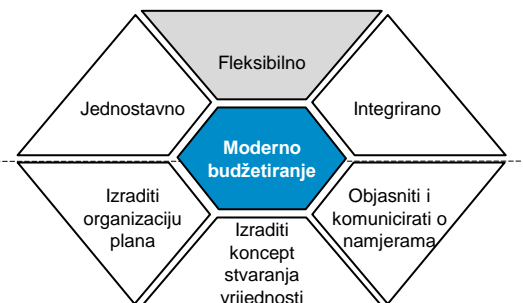 Fleksibilno
Jednostavno
Integrirano
Moderno
budžetiranje
Izraditi
organizaciju
plana
Objasniti i
komunicirati o
namjerama
Izraditi
koncept
stvaranja
vrijednosti